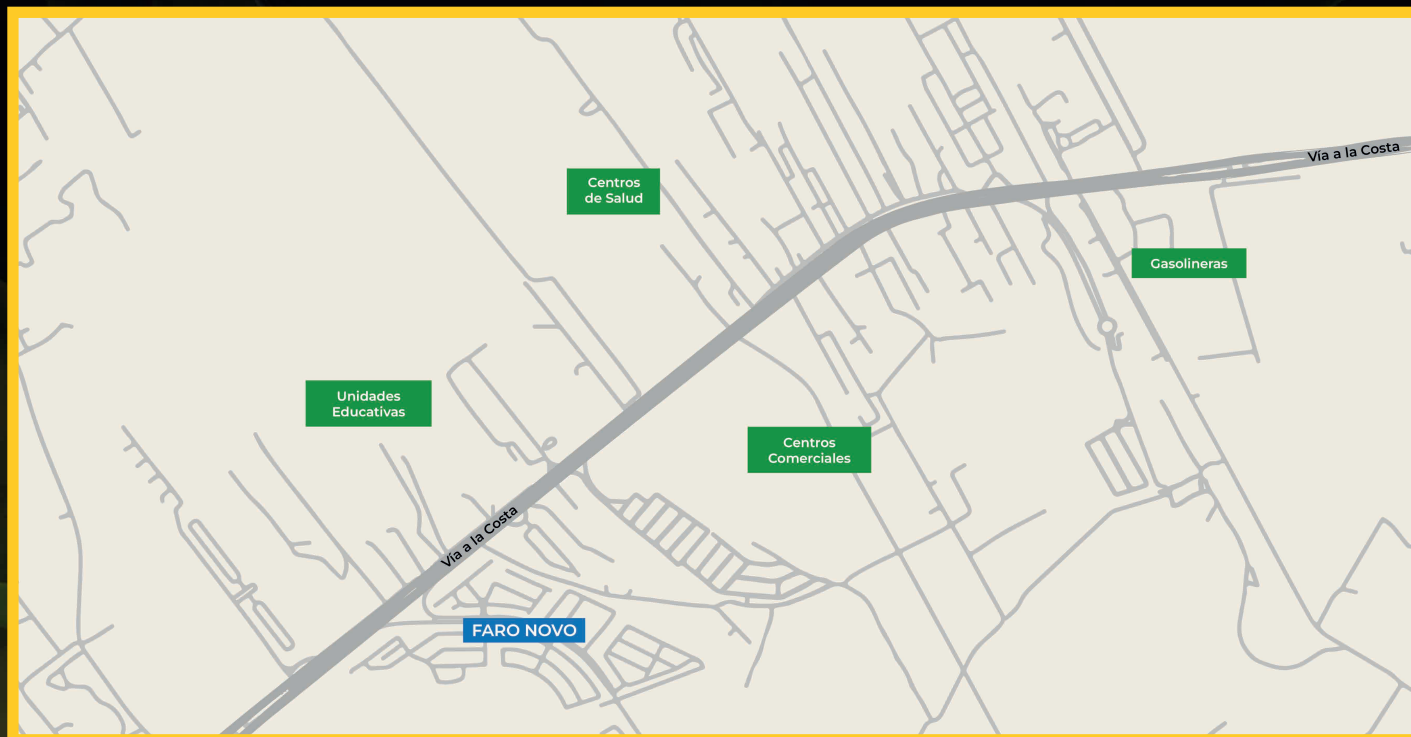 Vía a la Costa
Centros
de Salud
Gasolineras
Unidades
Educativas
Centros
Comerciales
Vía a la Costa
FARO NOVO